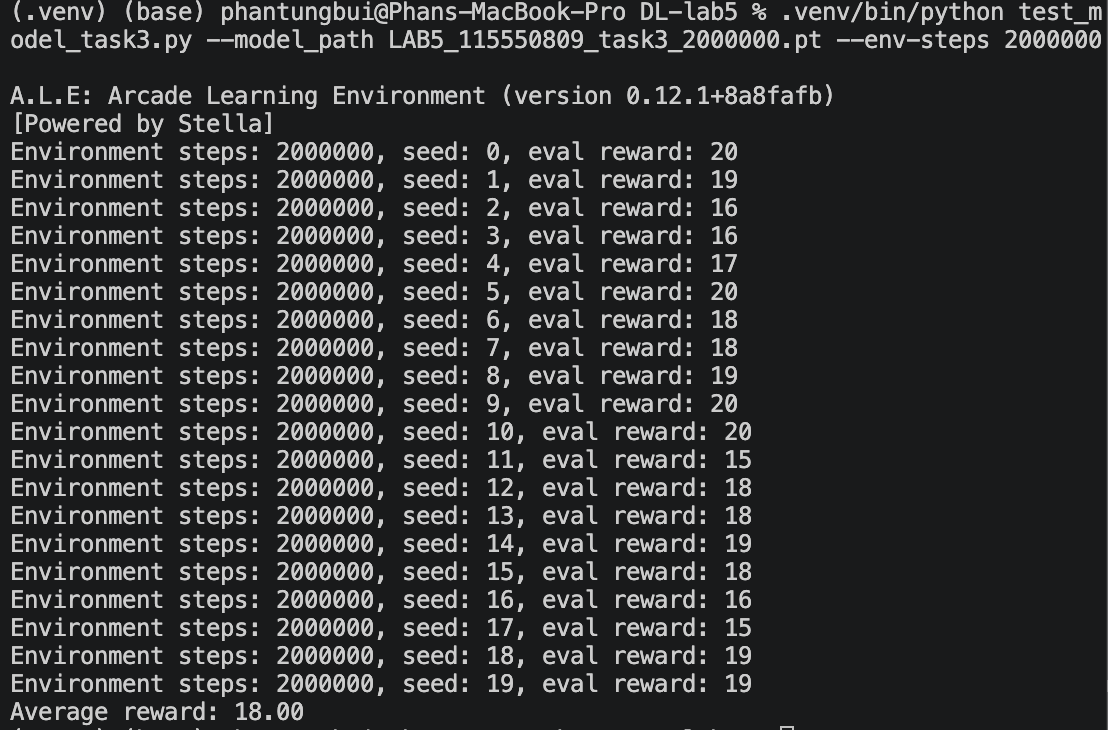 (.venv) (base) phantungbui@Phans-MacBook-Pro DL-lab5 % .venv/bin/python test_m
odel_task3.py --model_path LAB5_115550809_task3_2000000.pt --env-steps 2000000
A.L.E: Arcade Learning Environment (version 0.12.1+8a8fafb)
[Powered by Stella]
Environment steps: 2000000, seed: 0, eval reward: 20
Environment steps: 2000000, seed: 1, eval reward: 19
Environment steps: 2000000, seed: 2, eval reward: 16
Environment steps: 2000000, seed: 3, eval reward: 16
Environment steps: 2000000, seed: 4, eval reward: 17
Environment steps: 2000000, seed: 5, eval reward: 20
Environment steps: 2000000, seed: 6, eval reward: 18
Environment steps: 2000000, seed: 7, eval reward: 18
Environment steps: 2000000, seed: 8, eval reward: 19
Environment steps: 2000000, seed: 9, eval reward: 20
Environment steps: 2000000, seed: 10, eval reward: 20
Environment steps: 2000000, seed: 11, eval reward: 15
Environment steps: 2000000, seed: 12, eval reward: 18
Environment steps: 2000000, seed: 13, eval reward: 18
Environment steps: 2000000, seed: 14, eval reward: 19
Environment steps: 2000000, seed: 15, eval reward: 18
Environment steps: 2000000, seed: 16, eval reward: 16
Environment steps: 2000000, seed: 17, eval reward: 15
Environment steps: 2000000, seed: 18, eval reward: 19
Environment steps: 2000000, seed: 19, eval reward: 19
Average reward: 18.00